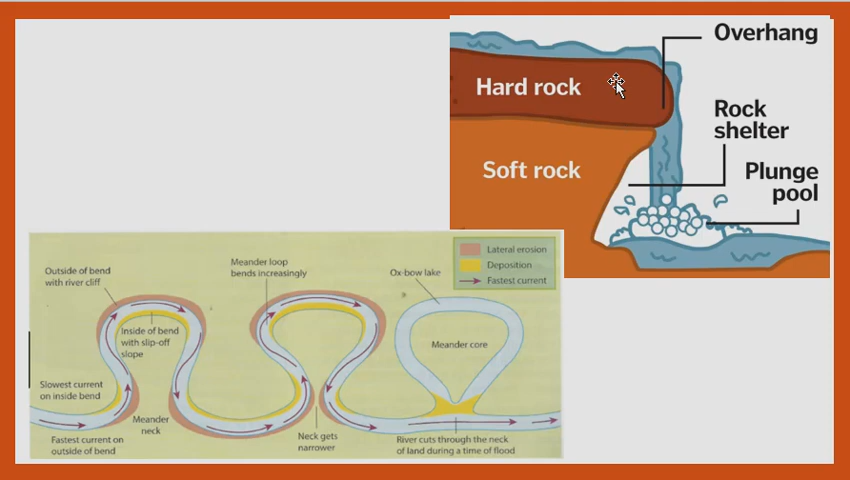 Overhang
Hard rock
Rock
shelter
Soft rock
Plunge
pool
Lateral erosion
Deposition
Fastest current
Outside of bend
with river cliff
Meander loop
bends increasingly
Ox-bow lake
Inside of bend
with slip-off
slope
Meander core
Slowest current
on inside bend
Meander
neck
Fastest current on
outside of bend
Neck gets
narrower
River cuts through the neck
of land during a time of flood